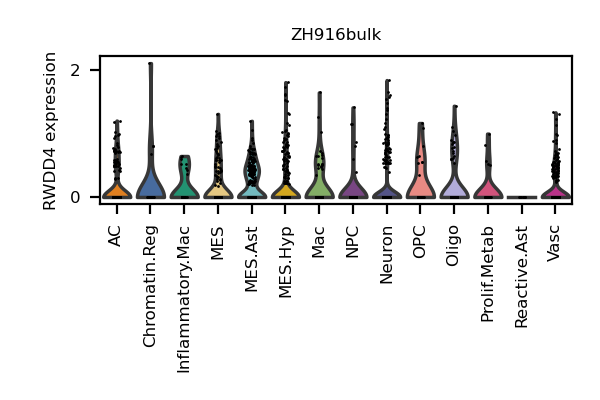 ZH916bulk
RWDD4 expression
2
0
AC
Chromatin.Reg
Inflammatory.Mac
MES
MES.Ast
MES.Hyp
Mac
NPC
Neuron
OPC
Oligo
Prolif.Metab
Reactive.Ast
Vasc